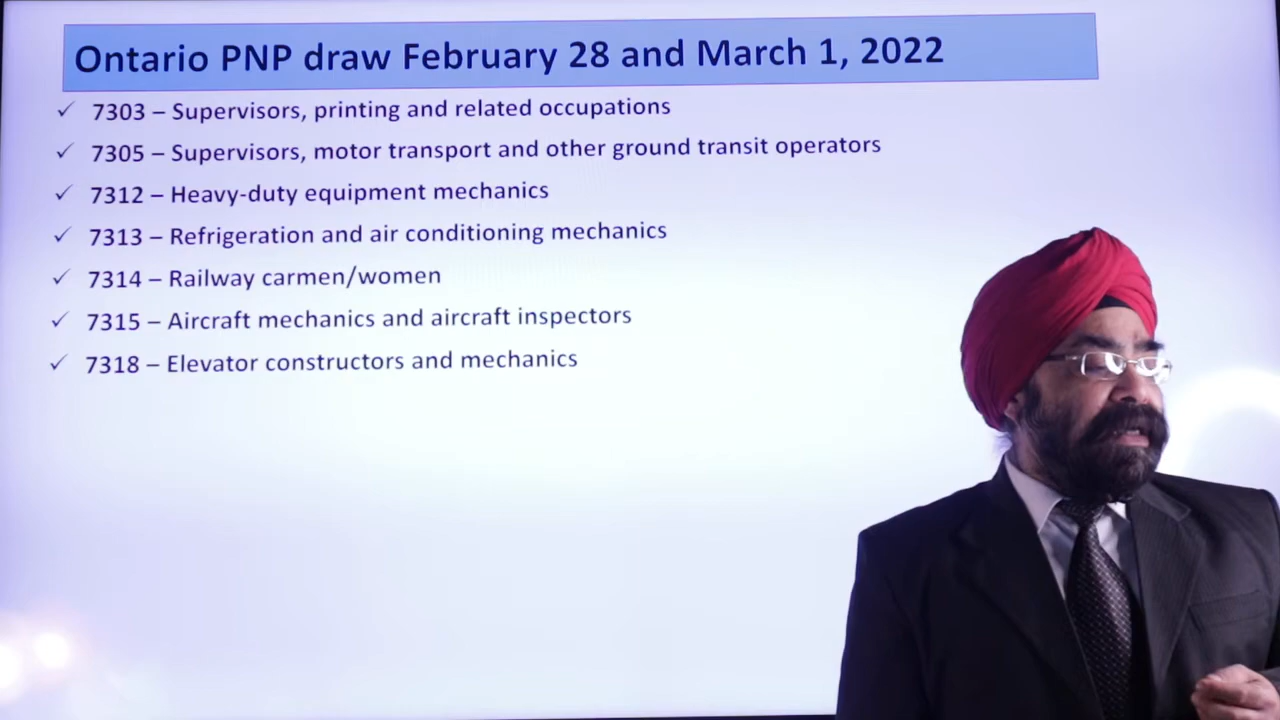 Ontario PNP draw February 28 and March 1, 2022
✓ 7303 – Supervisors, printing and related occupations
✓ 7305 – Supervisors, motor transport and other ground transit operators
✓ 7312 – Heavy-duty equipment mechanics
✓ 7313 – Refrigeration and air conditioning mechanics
✓ 7314 – Railway carmen/women
✓ 7315 – Aircraft mechanics and aircraft inspectors
✓ 7318 – Elevator constructors and mechanics